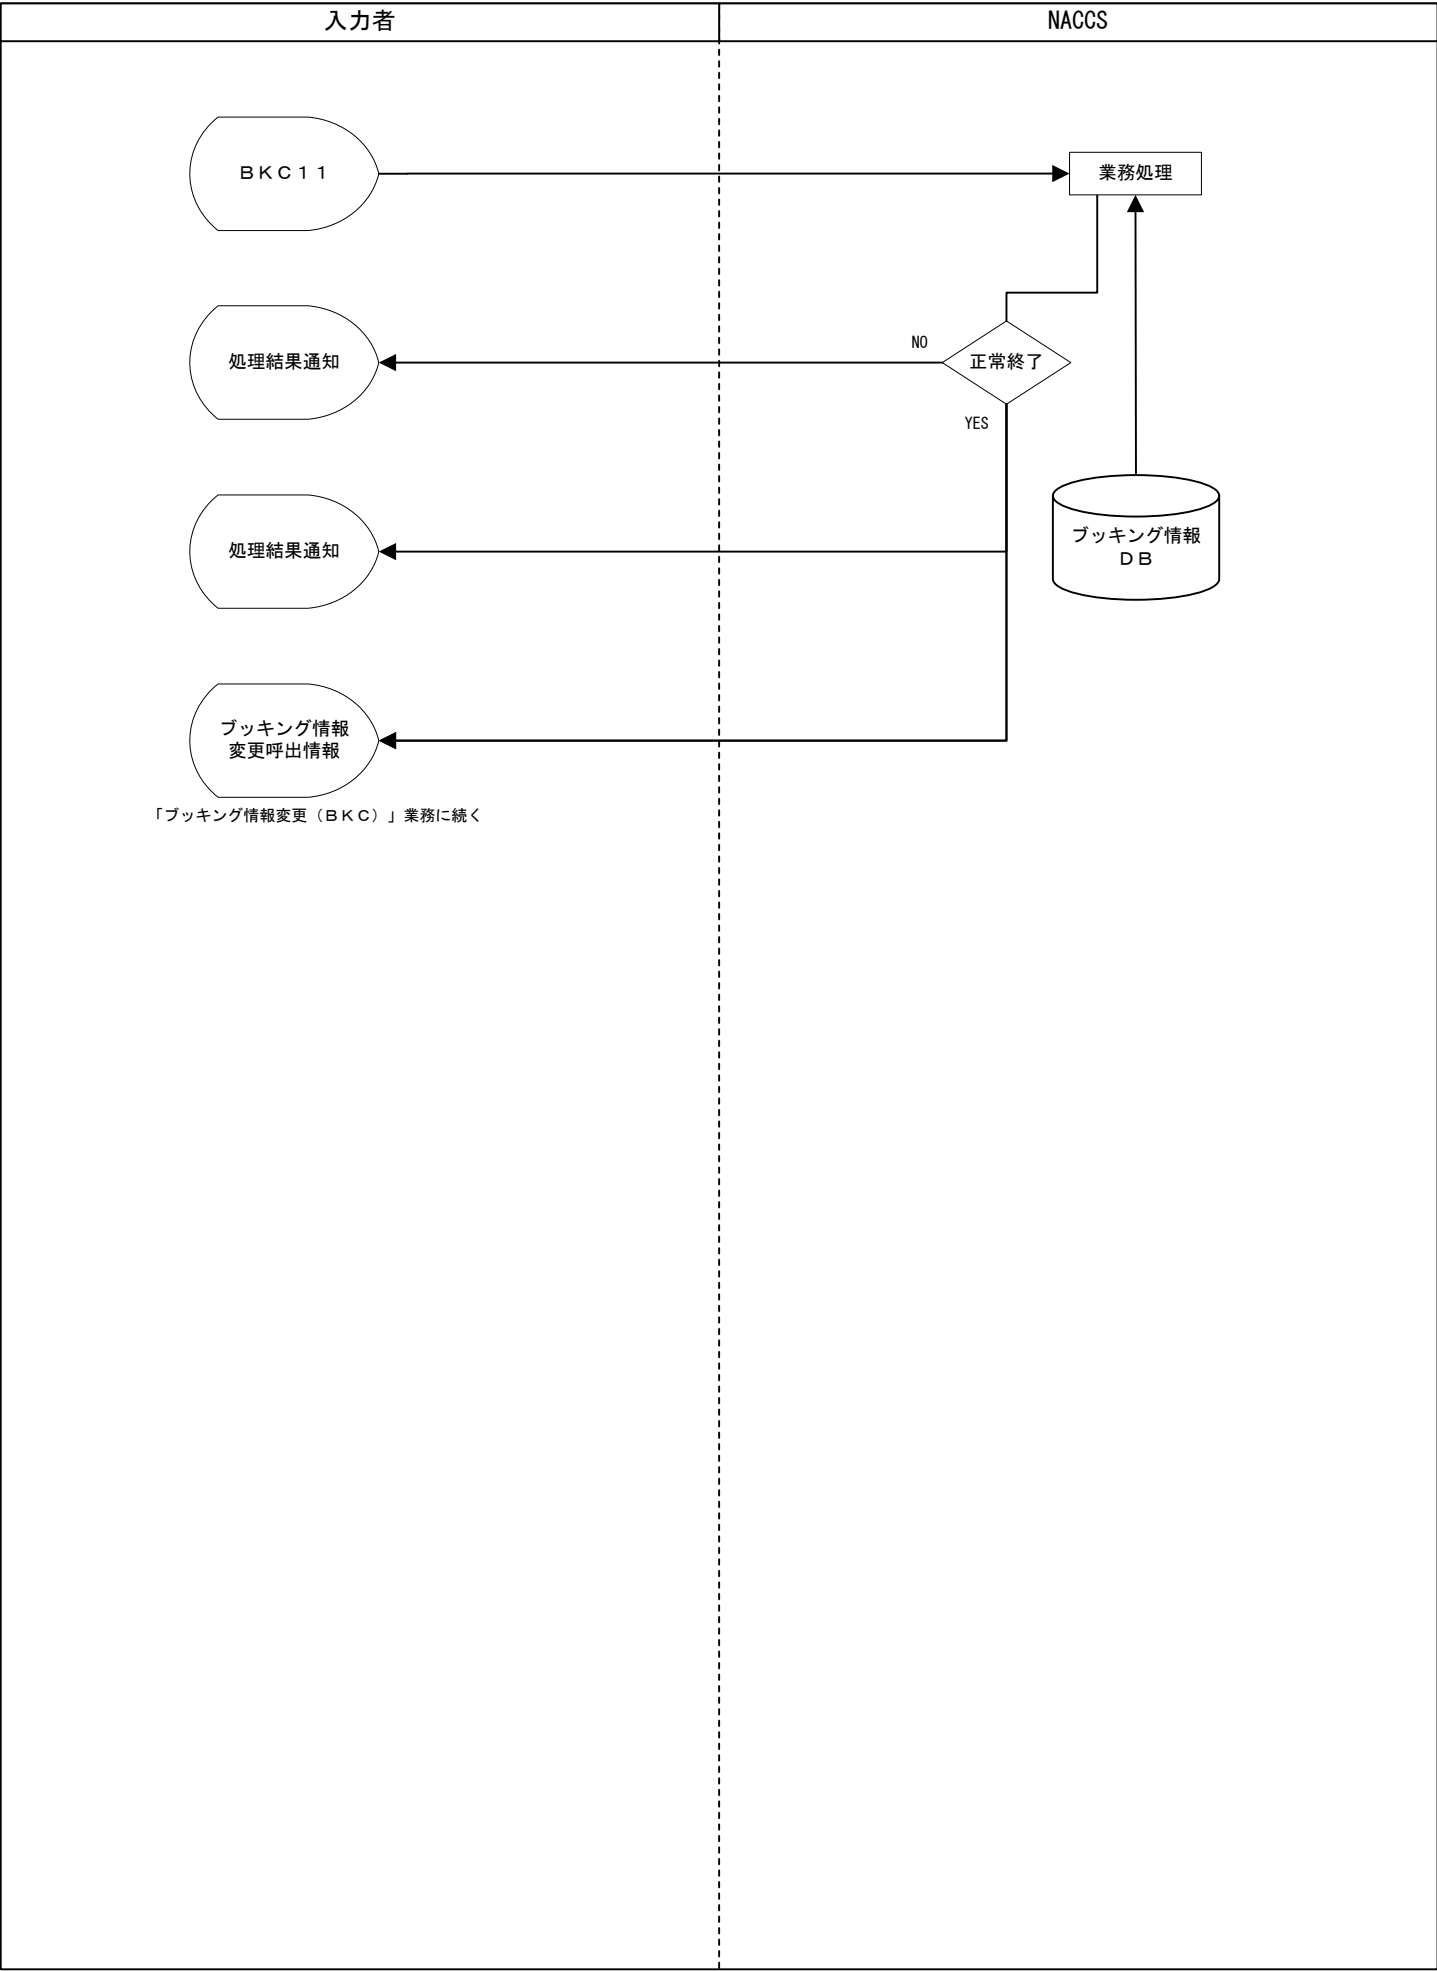 入力者
NACCS
ＢＫＣ１１
業務処理
処理結果通知
NO
正常終了
YES
処理結果通知
ブッキング情報
ＤＢ
ブッキング情報
変更呼出情報
「ブッキング情報変更（ＢＫＣ）」業務に続く